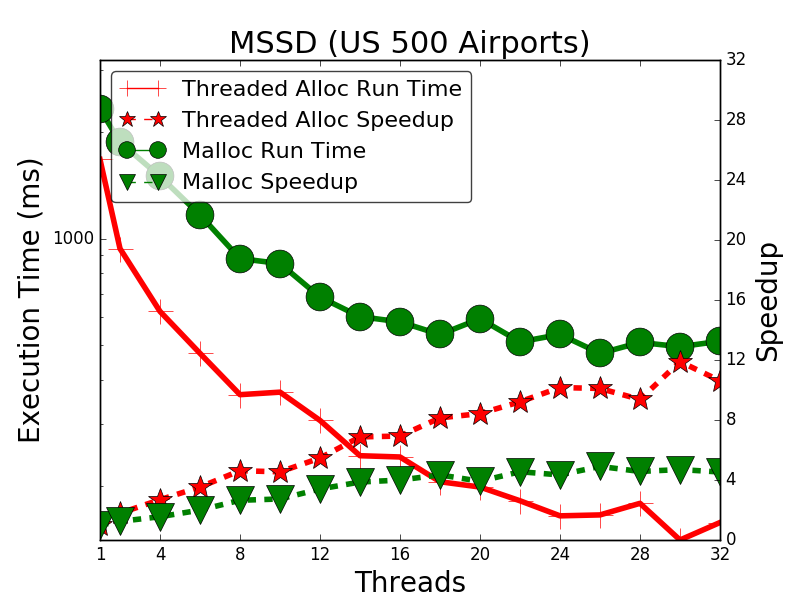 MSSD (US 500 Airports)
Threaded Alloc Run Time
Threaded Alloc Speedup
Malloc Run Time
Malloc Speedup
Execution Time (ms)
1000
Speedup
32
28
24
20
16
12
8
4
0
1 4 8 12 16 20 24 28 32
Threads